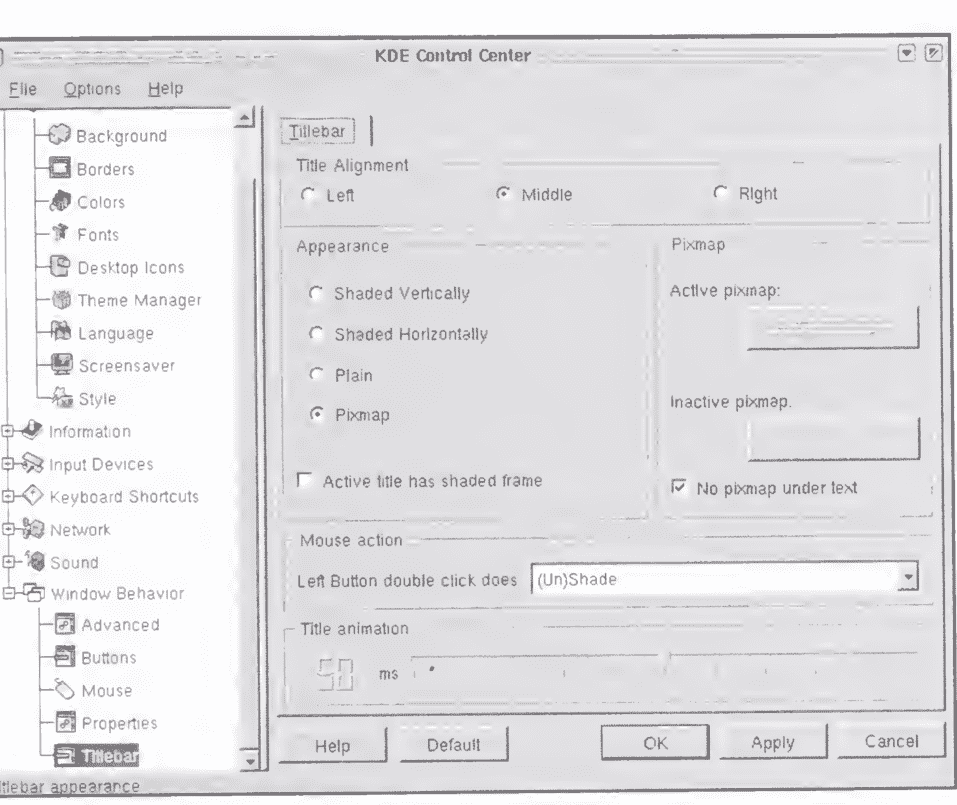 KDE Control Center
File Options Help
Background
Borders
Colors
Fonts
Desktop Icons
Theme Manager
Language
Screensaver
Style
Information
Input Devices
Keyboard Shortcuts
Network
Sound
Window Behavior
Advanced
Buttons
Mouse
Properties
Titlebar
Titlebar
Title Alignment
Left Middle Right
Appearance
Shaded Vertically
Shaded Horizontally
Plain
Pixmap
Active title has shaded frame
Pixmap
Active pixmap:
Inactive pixmap.
No pixmap under text
Mouse action
Left Button double click does (Un)Shade
Title animation
50 ms
Help Default OK Apply Cancel
itlebar appearance